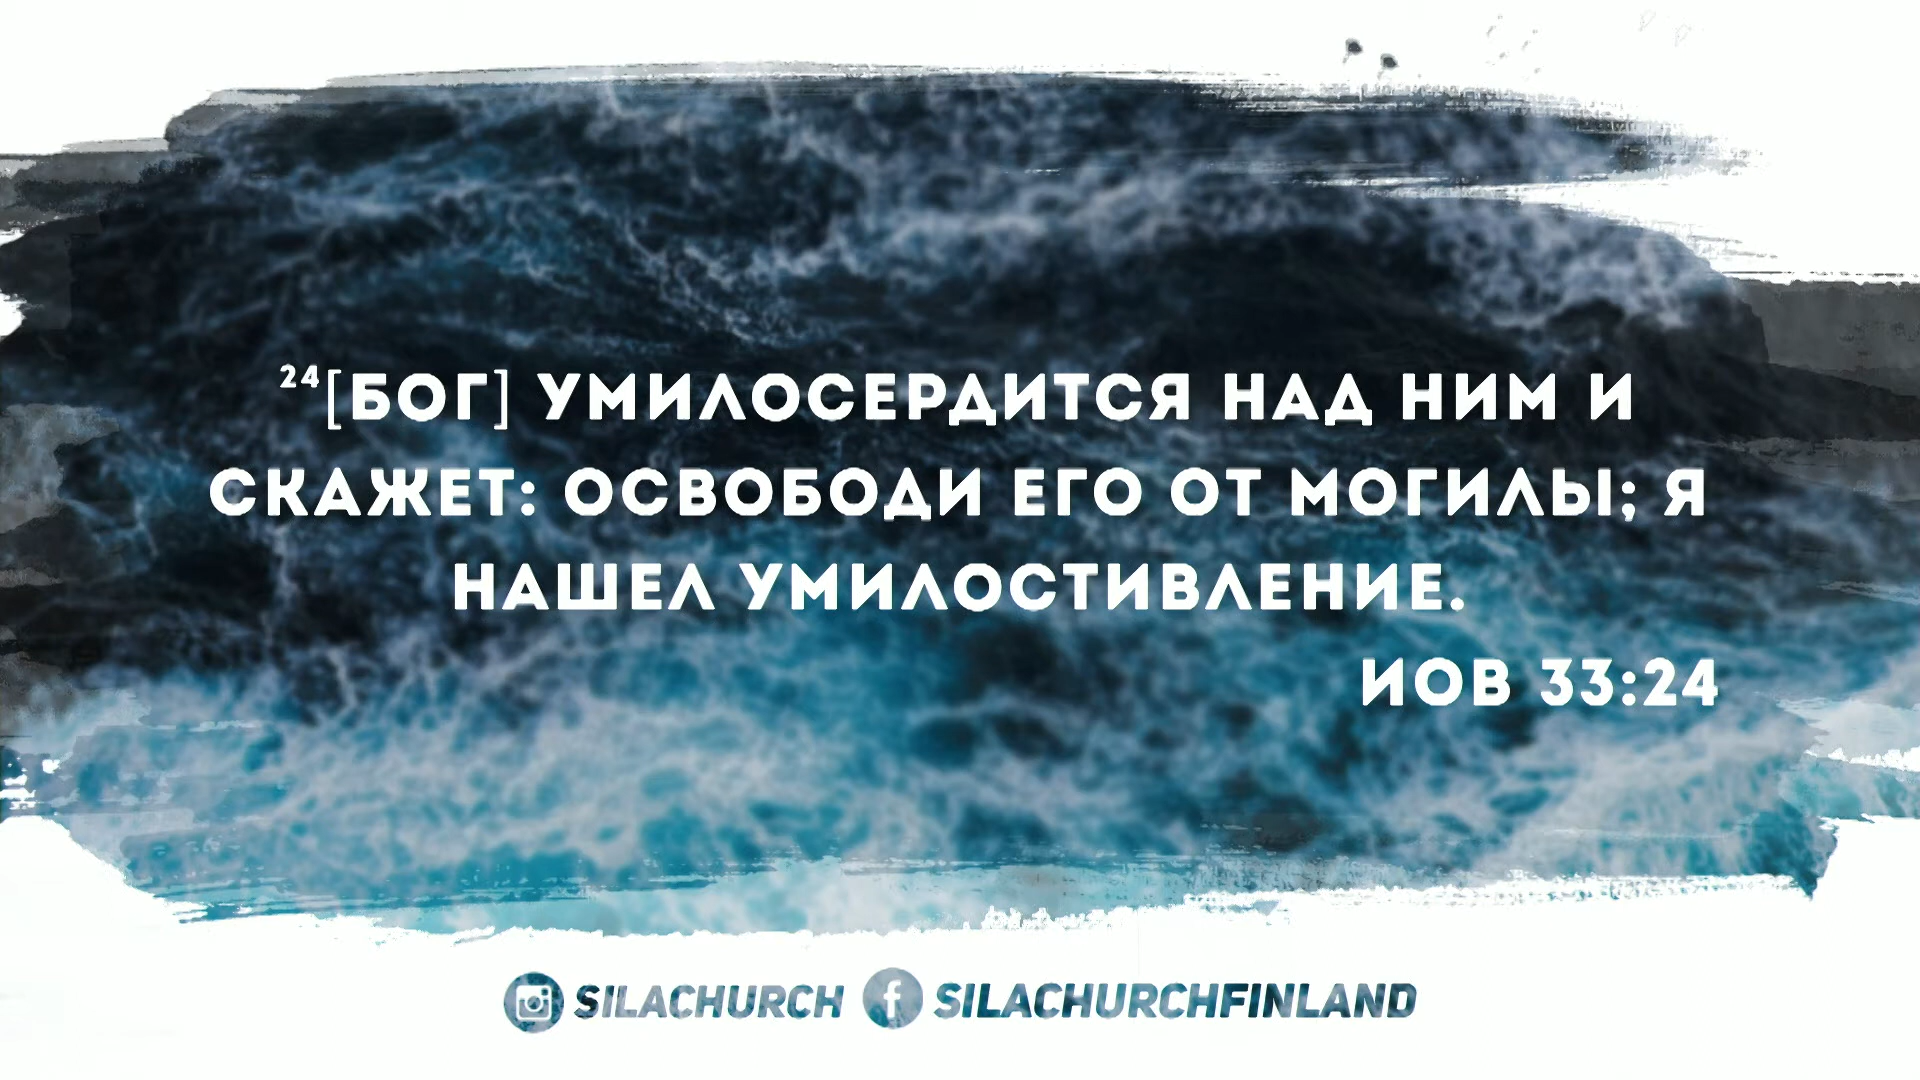 ²⁴[БОГ] УМИЛОСЕРДИТСЯ НАД НИМ И
СКАЖЕТ: ОСВОБОДИ ЕГО ОТ МОГИЛЫ; Я
НАШЕЛ УМИЛОСТИВЛЕНИЕ.
ИОВ 33:24
SILACHURCH SILACHURCHFINLAND